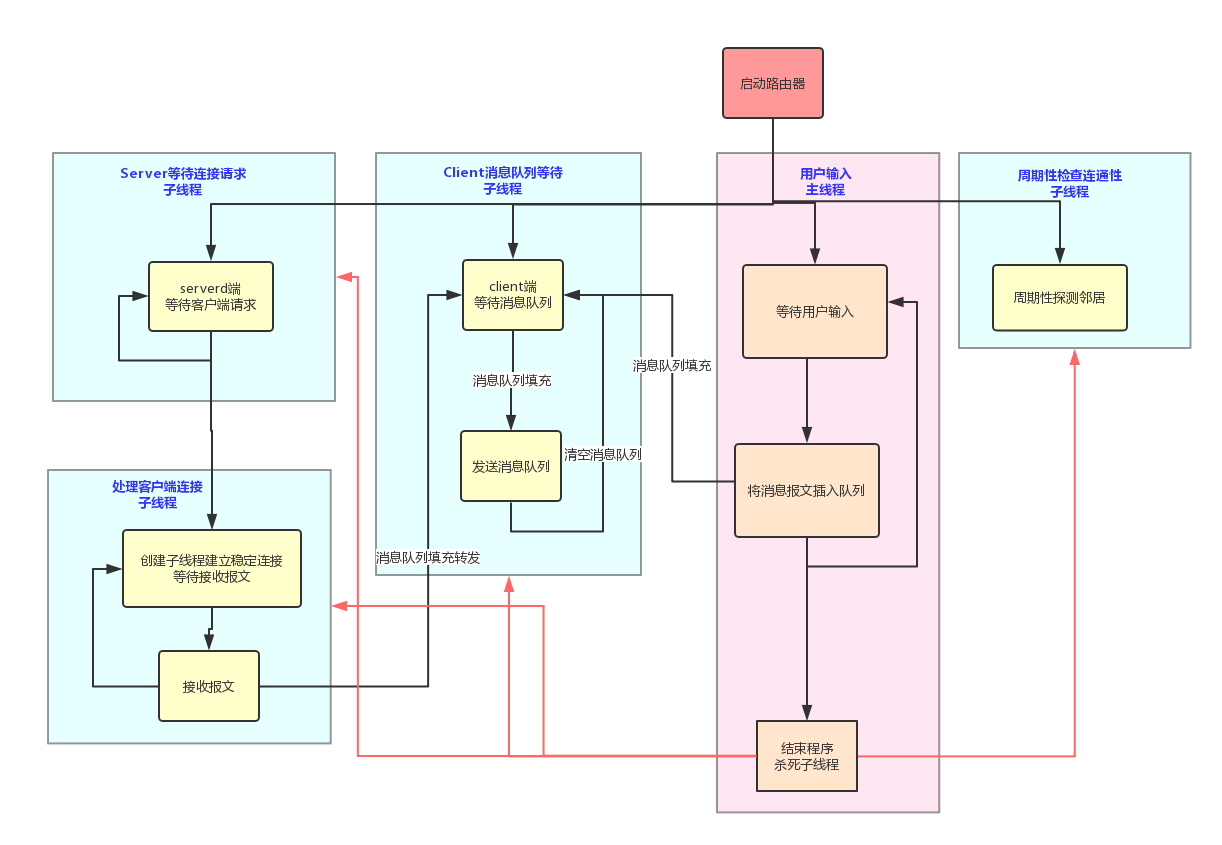 启动路由器
Server等待连接请求
子线程
serverd端
等待客户端请求
处理客户端连接
子线程
创建子线程建立稳定连接
等待接收报文
接收报文
消息队列填充转发
Client消息队列等待
子线程
client端
等待消息队列
消息队列填充
发送消息队列
清空消息队列
消息队列填充
用户输入
主线程
等待用户输入
将消息报文插入队列
结束程序
杀死子线程
周期性检查连通性
子线程
周期性探测邻居